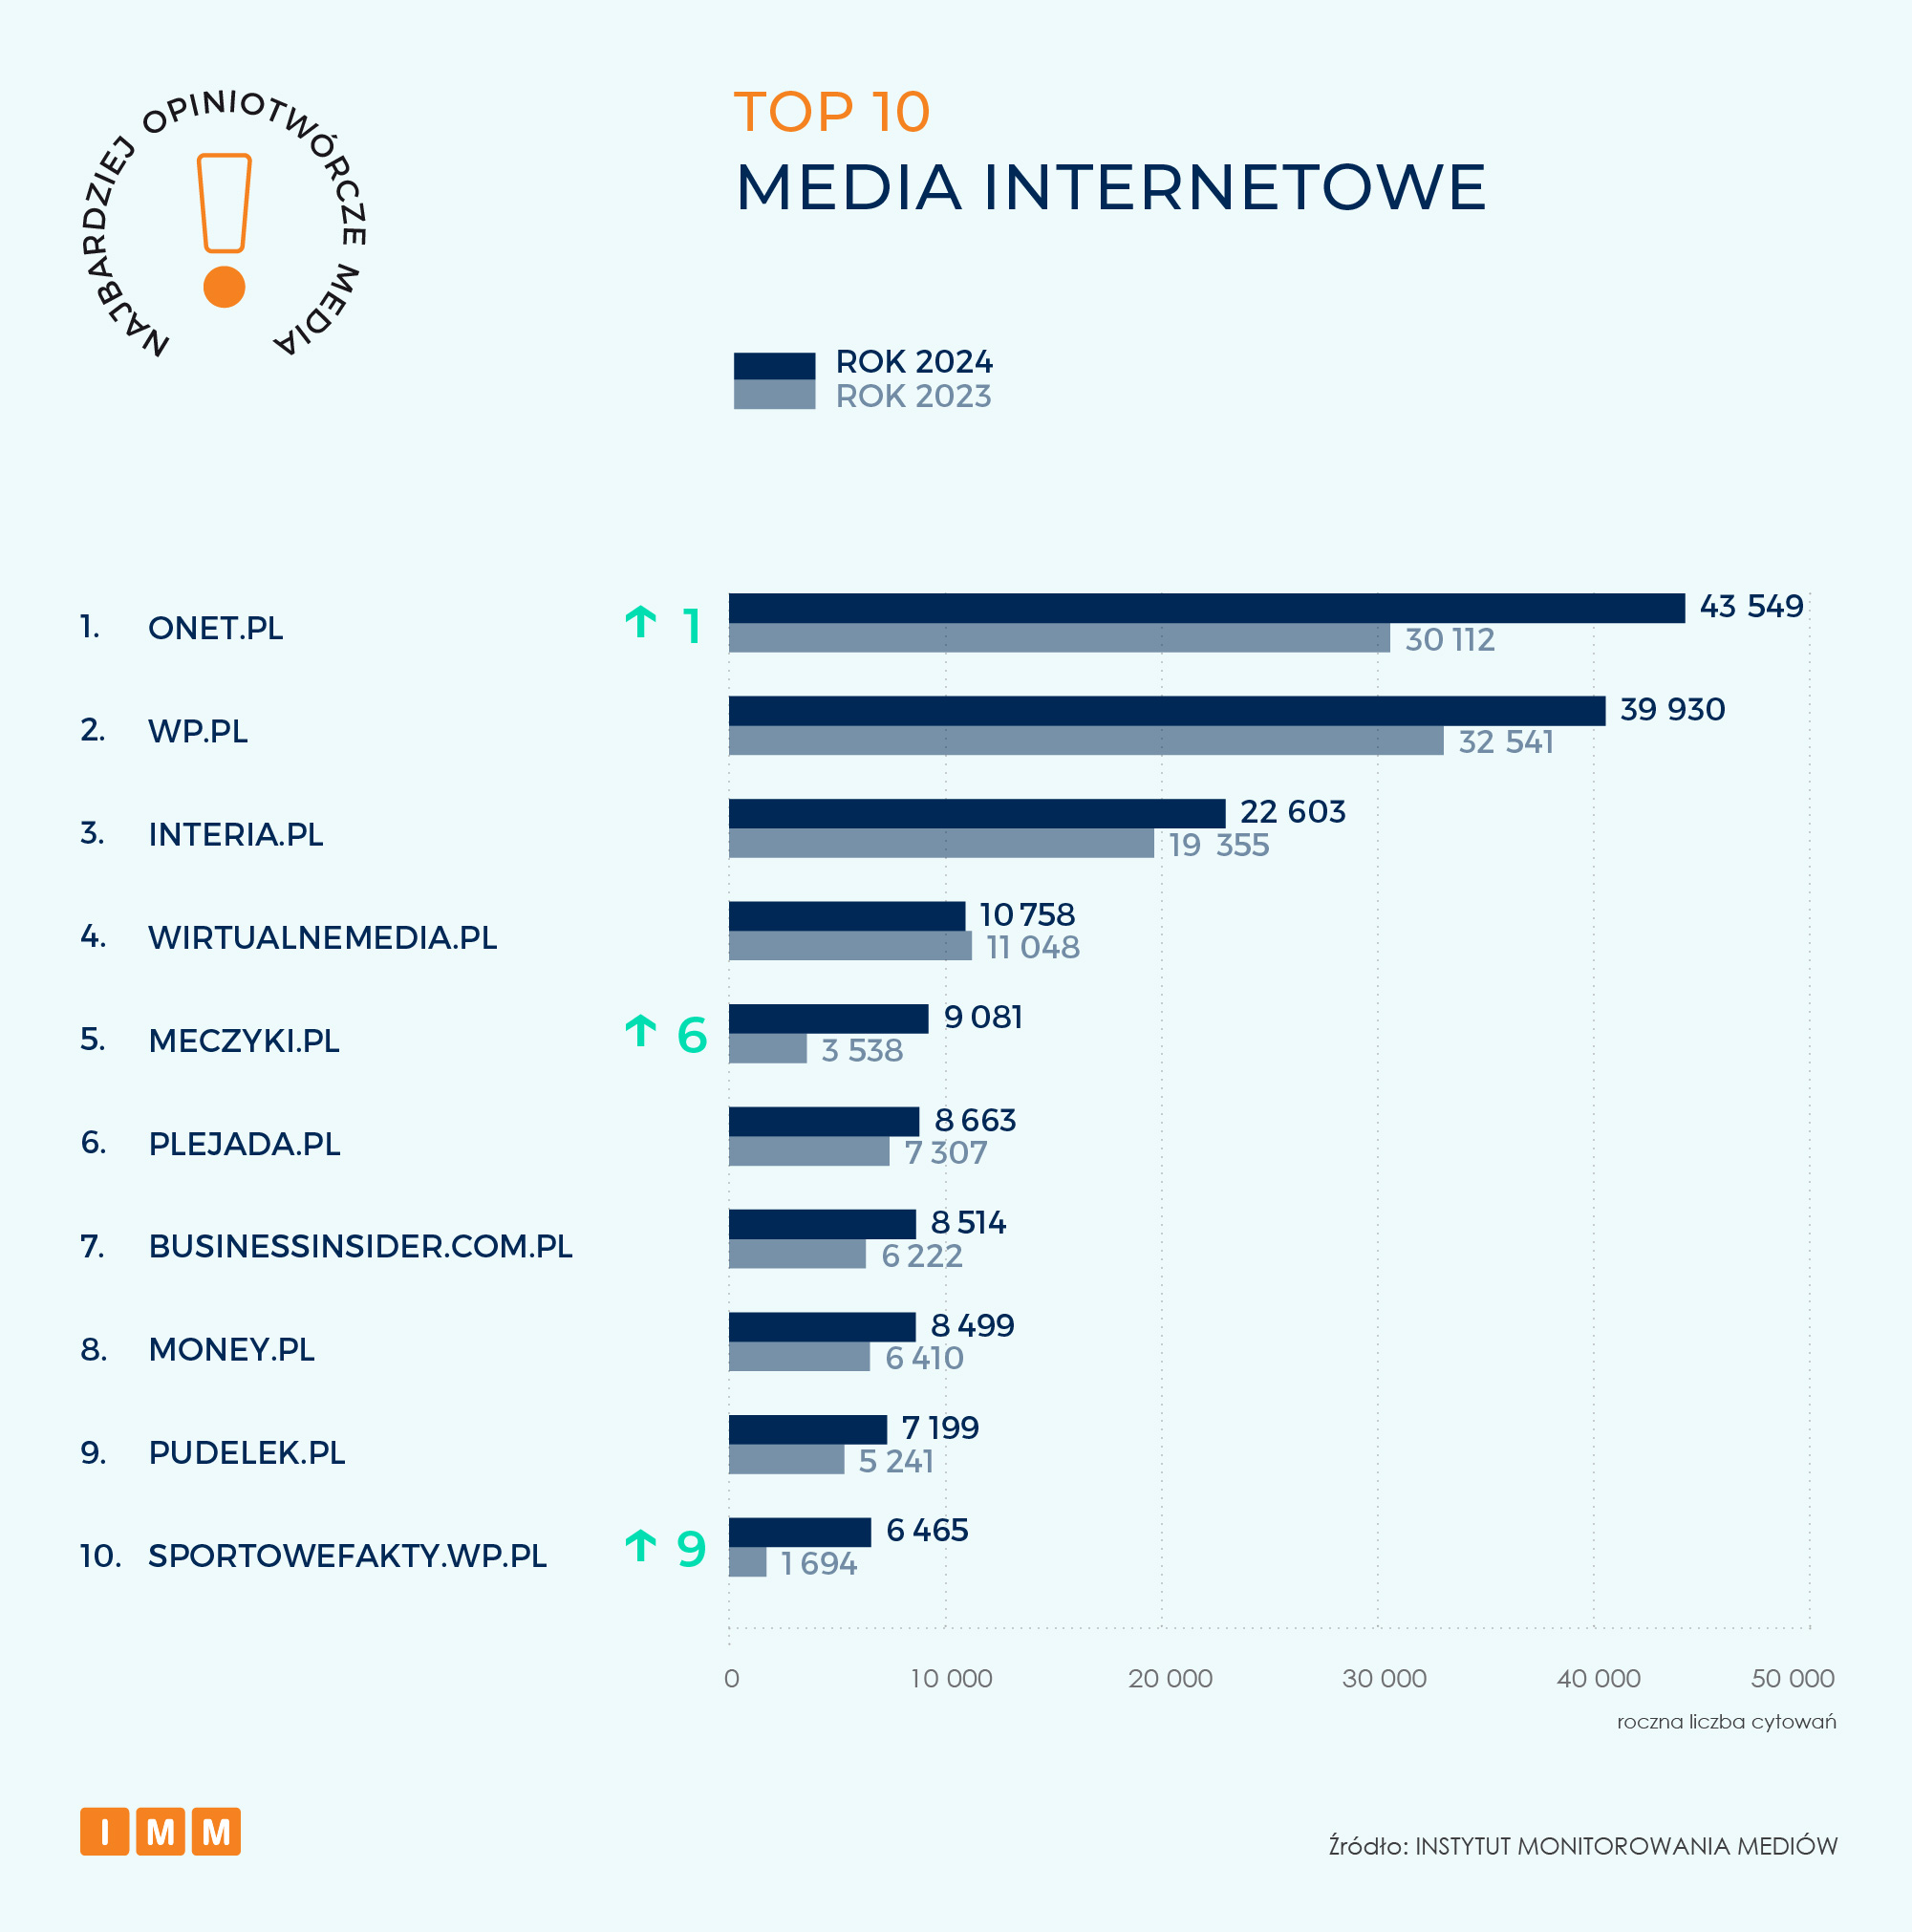 NAJBARDZIEJ OPINIOTWÓRCZE MEDIA
TOP 10
MEDIA INTERNETOWE
ROK 2024
ROK 2023
1. ONET.PL ↑ 1 43 549
30 112
2. WP.PL 39 930
32 541
3. INTERIA.PL 22 603
19 355
4. WIRTUALNEMEDIA.PL 10 758
11 048
5. MECZYKI.PL ↑ 6 9 081
3 538
6. PLEJADA.PL 8 663
7 307
7. BUSINESSINSIDER.COM.PL 8 514
6 222
8. MONEY.PL 8 499
6 410
9. PUDELEK.PL 7 199
5 241
10. SPORTOWEFAKTY.WP.PL ↑ 9 6 465
1 694
0 10 000 20 000 30 000 40 000 50 000
roczna liczba cytowań
IMM
Źródło: INSTYTUT MONITOROWANIA MEDIÓW